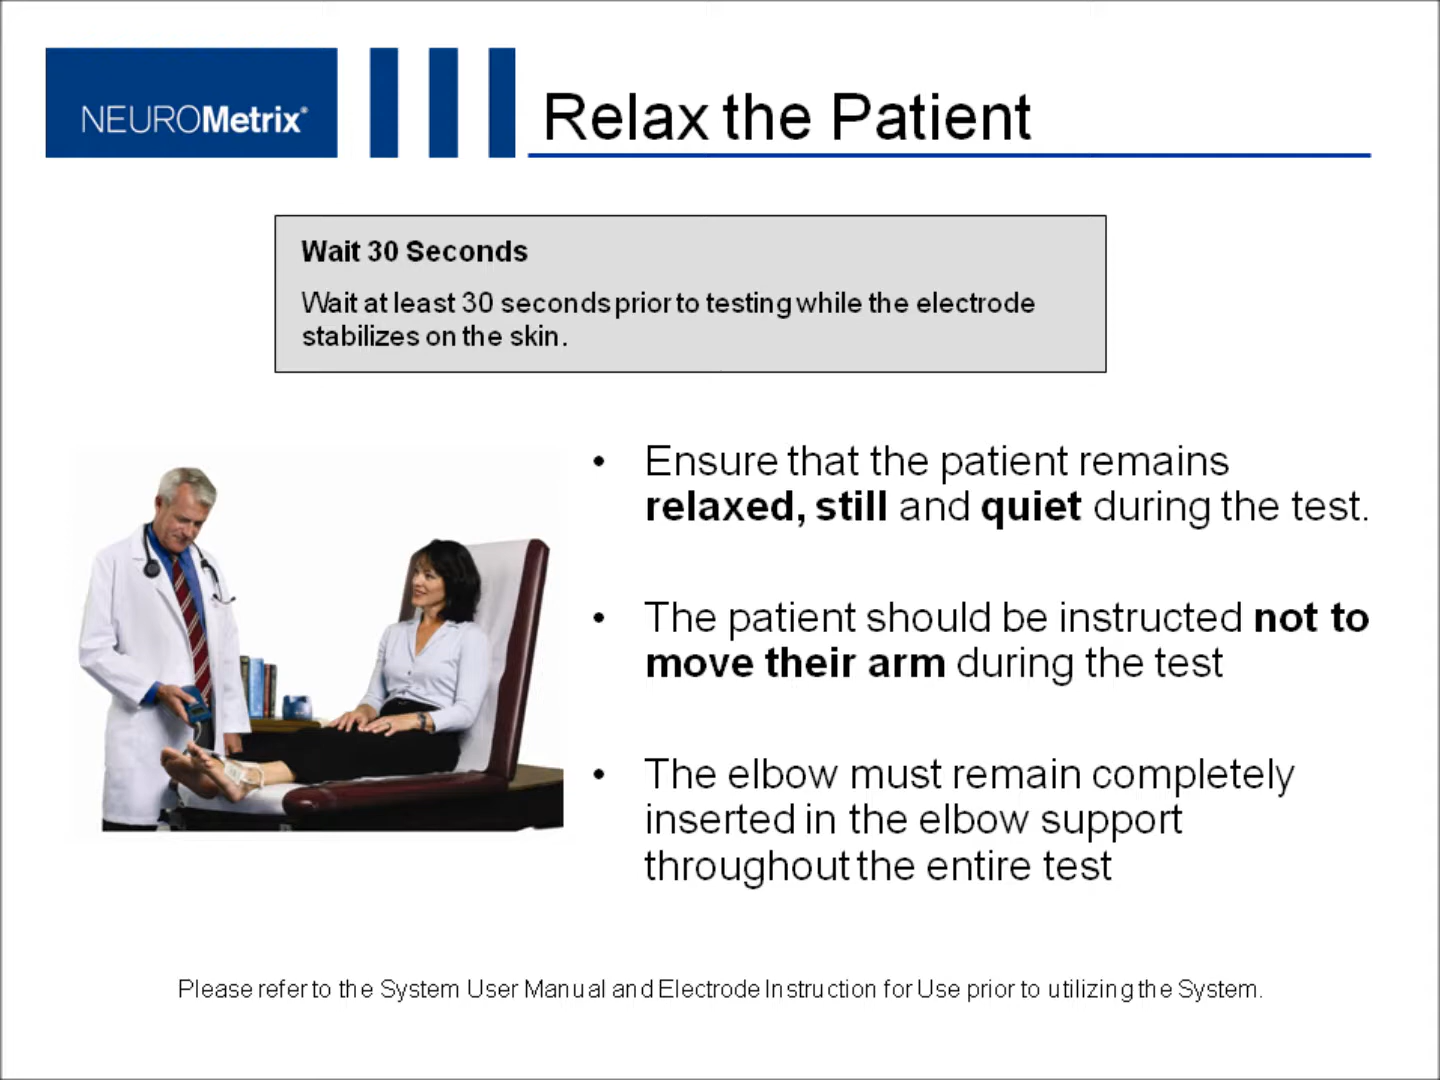 NEUROMetrix®
Relax the Patient
Wait 30 Seconds
Wait at least 30 seconds prior to testing while the electrode
stabilizes on the skin.
• Ensure that the patient remains
relaxed, still and quiet during the test.
• The patient should be instructed not to
move their arm during the test
• The elbow must remain completely
inserted in the elbow support
throughout the entire test
Please refer to the System User Manual and Electrode Instruction for Use prior to utilizing the System.